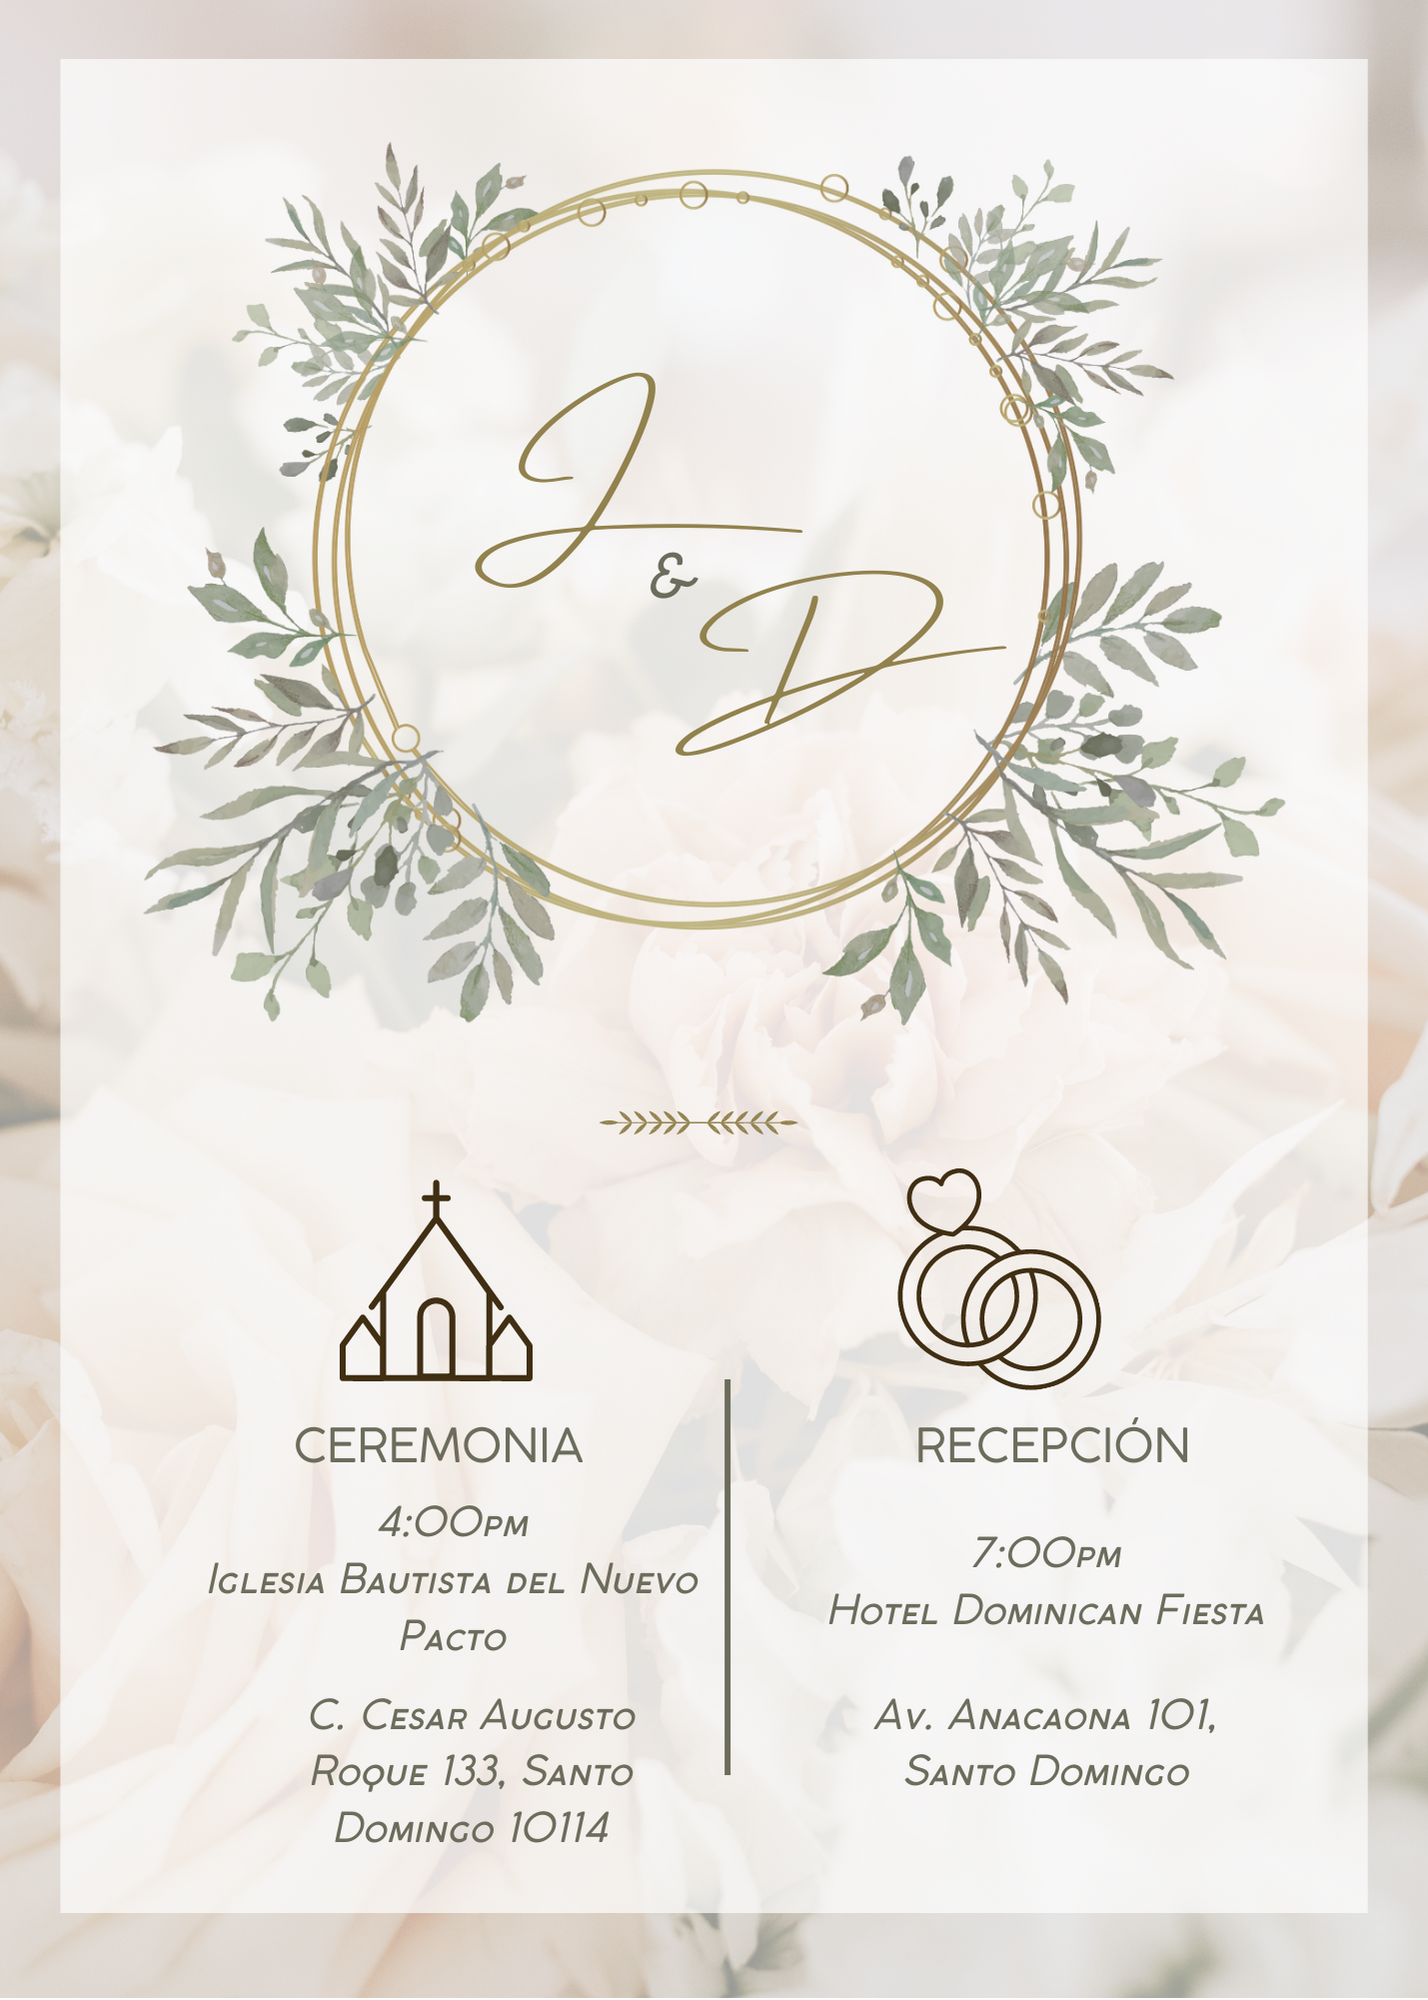 J
&
D
CEREMONIA
4:00PM
Iglesia Bautista del Nuevo
Pacto
C. Cesar Augusto
Roque 133, Santo
Domingo 10114
RECEPCIÓN
7:00PM
Hotel Dominican Fiesta
Av. Anacaona 101,
Santo Domingo